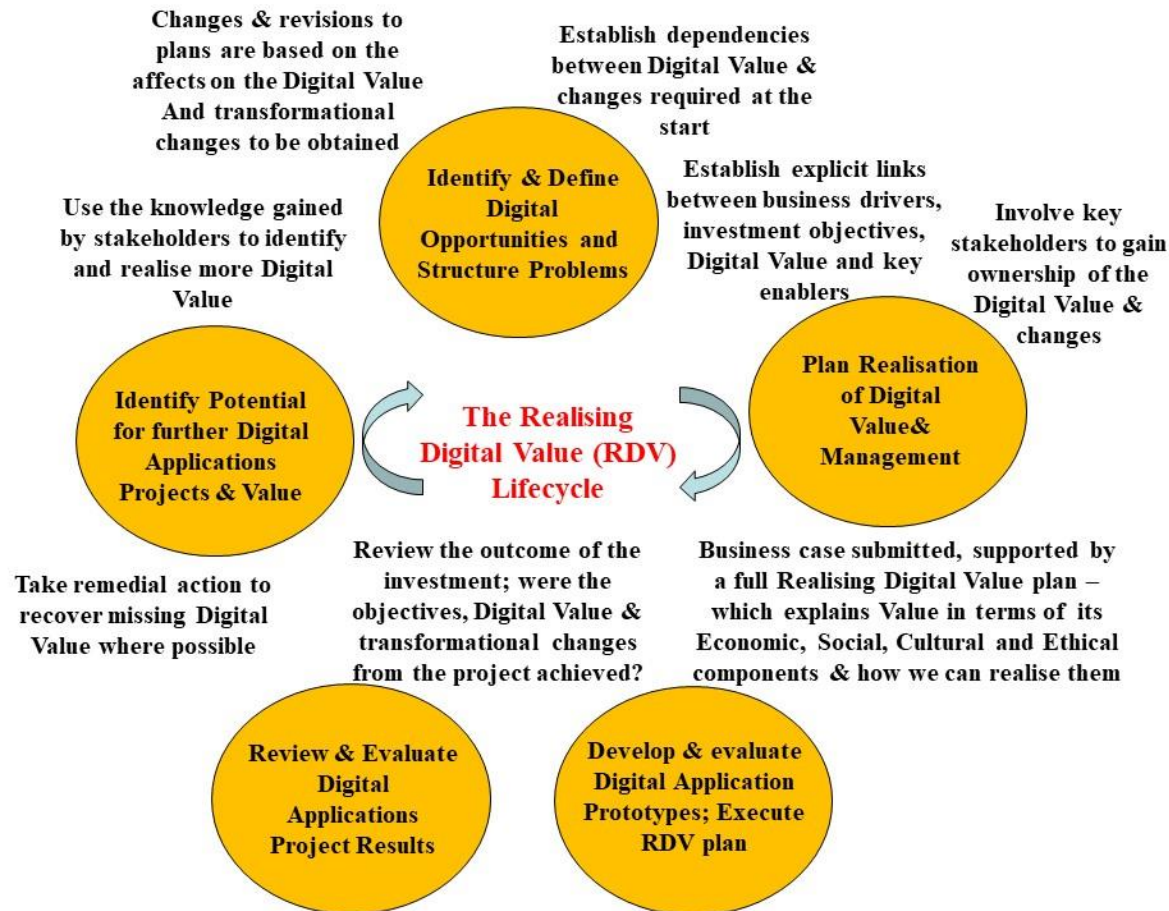 Changes & revisions to
plans are based on the
affects on the Digital Value
And transformational
changes to be obtained
Establish dependencies
between Digital Value &
changes required at the
start
Identify & Define
Digital
Opportunities and
Structure Problems
Establish explicit links
between business drivers,
investment objectives,
Digital Value and key
enablers
Involve key
stakeholders to gain
ownership of the
Digital Value &
changes
Use the knowledge gained
by stakeholders to identify
and realise more Digital
Value
Identify Potential
for further Digital
Applications
Projects & Value
The Realising
Digital Value (RDV)
Lifecycle
Plan Realisation
of Digital
Value&
Management
Take remedial action to
recover missing Digital
Value where possible
Review the outcome of the
investment; were the
objectives, Digital Value &
transformational changes
from the project achieved?
Business case submitted, supported by
a full Realising Digital Value plan –
which explains Value in terms of its
Economic, Social, Cultural and Ethical
components & how we can realise them
Review & Evaluate
Digital
Applications
Project Results
Develop & evaluate
Digital Application
Prototypes; Execute
RDV plan